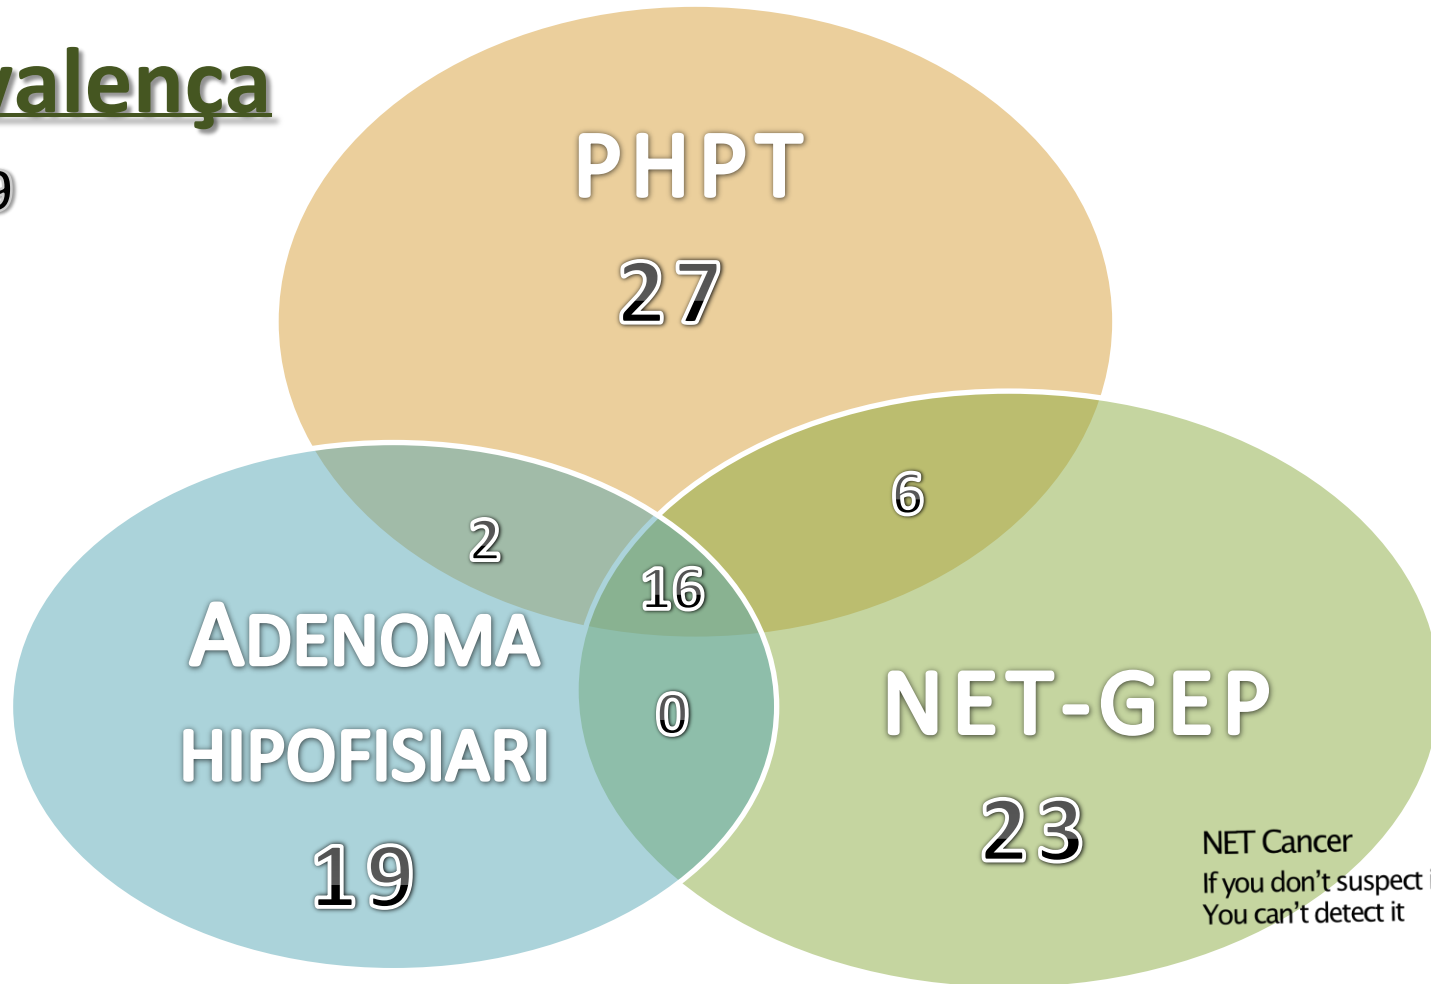 valença
9
PHPT
27
6
2
16
ADENOMA
HIPOFISIARI
0
NET-GEP
19
23
NET Cancer
If you don't suspect i
You can't detect it